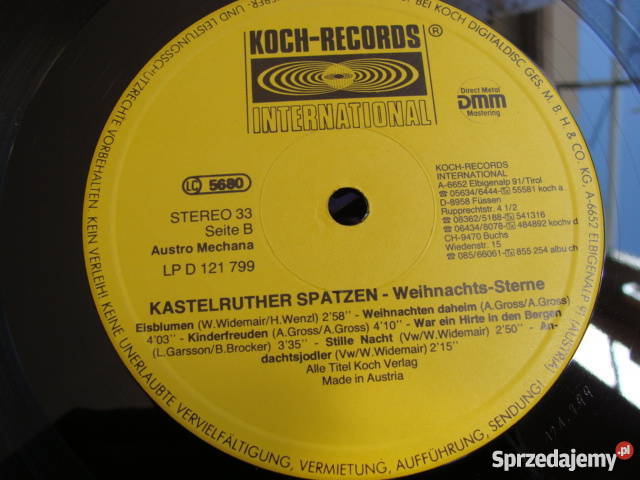 KOCH-RECORDS
®
INTERNATIONAL
Direct Metal
DMM
Mastering
LC 5680
STEREO 33
Seite B
Austro Mechana
LP D 121 799
KOCH-RECORDS
INTERNATIONAL
A-6652 Elbigenalp 91/Tirol
05634/6444- 55581 koch a
D-8958 Füssen
Rupprechtstr. 4 1/2
08362/5188- 541316
06434/8078- 484892 kochv d
CH-9470 Buchs
Wiedenstr. 15
085/66061- 855 254 albu ch
KASTELRUTHER SPATZEN - Weihnachts-Sterne
Eisblumen (W.Widemair/H.Wenzl) 2'58" - Weihnachten daheim (A.Gross/A.Gross)
4'03" - Kinderfreuden (A.Gross/A.Gross) 4'10" - War ein Hirte in den Bergen
(L.Garsson/B.Brocker) 3'35" - Stille Nacht (Vw/W.Widemair) 2'50" - An-
dachtsjodler (Vw/W.Widemair) 2'15"
Alle Titel Koch Verlag
Made in Austria
- UND LEISTUNGSSCHUTZRECHTE VORBEHALTEN. KEIN VERLEIH! KEINE UNERLAUBTE VERVIELFÄLTIGUNG, VERMIETUNG, AUFFÜHRUNG, SENDUNG!
BEI KOCH DIGITALDISC GES. M. B. H. & CO. KG, A-6652 ELBIGENALP 91 (AUSTRIA)
121.799
Sprzedajemy.pl